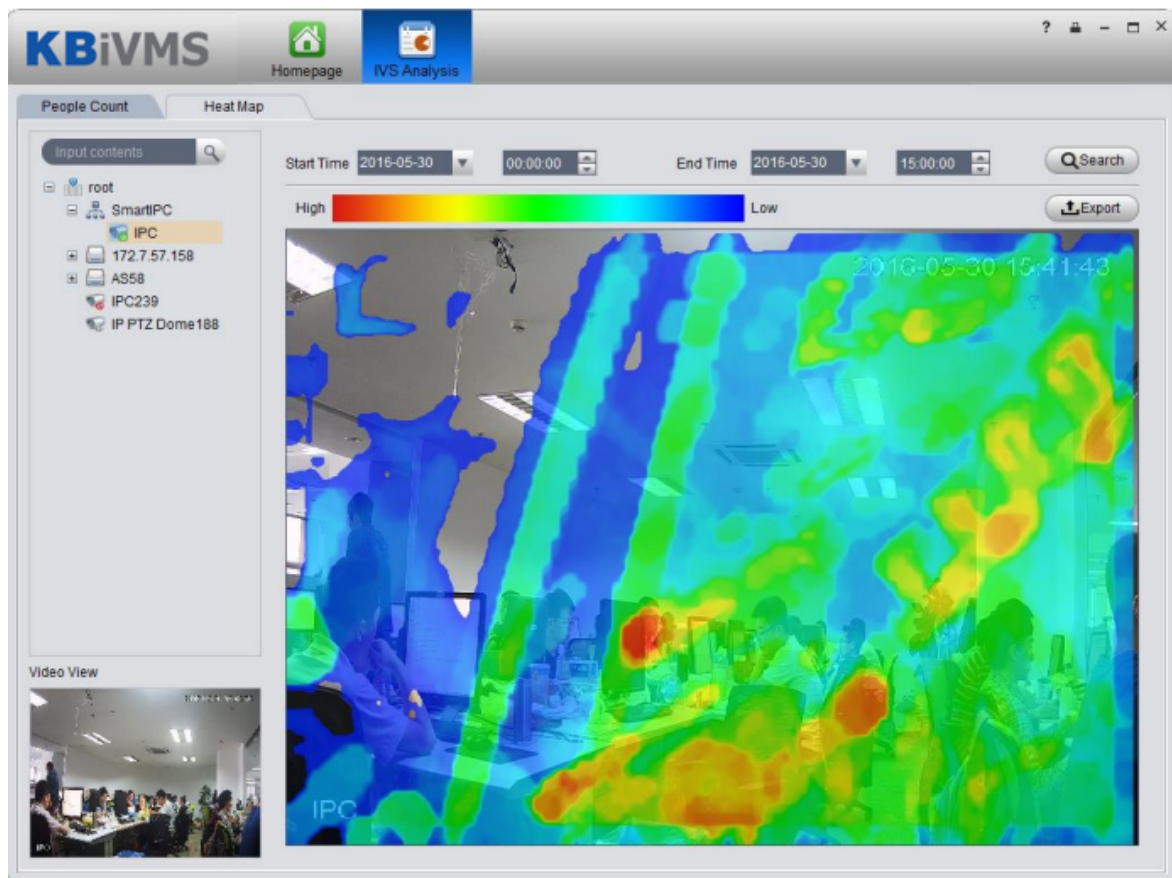 KBiVMS
Homepage
IVS Analysis
?
People Count
Heat Map
Input contents
Start Time 2016-05-30 00:00:00 End Time 2016-05-30 15:00:00 Search
root
SmartIPC
IPC
172.7.57.158
AS58
IPC239
IP PTZ Dome188
High Low Export
2016-05-30 15:41:43
IPC
Video View
IPC